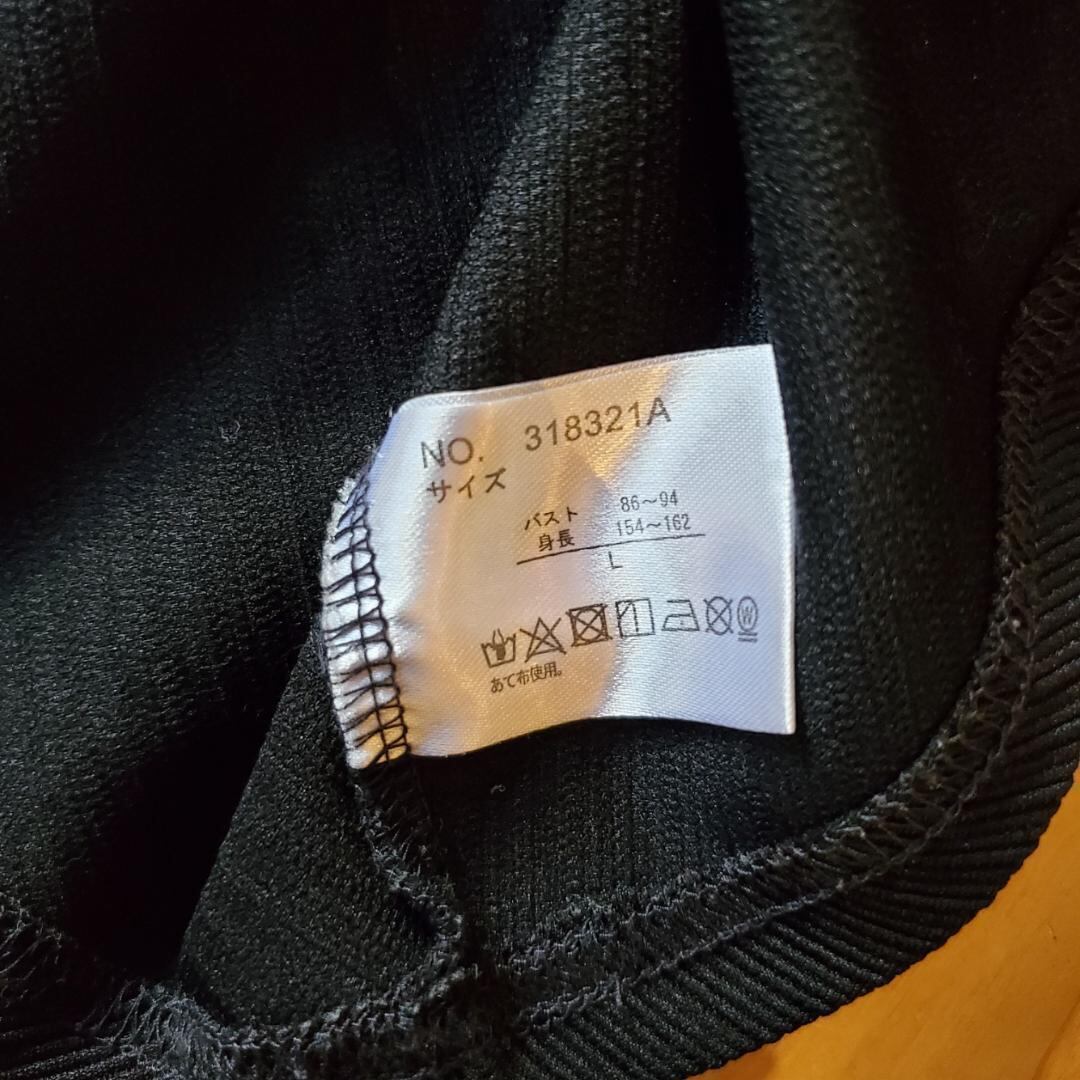 NO. 318321A
サイズ
バスト 86～94
身長 154～162
L
あて布使用。